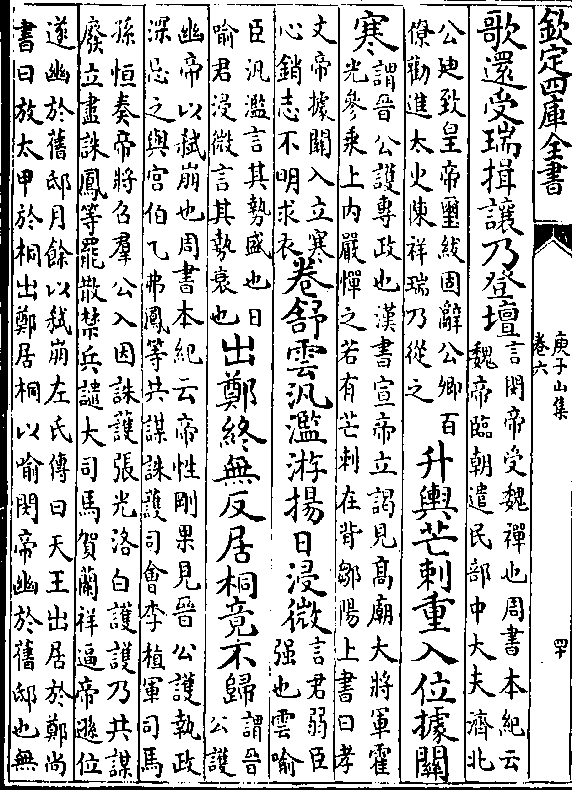 欽定四庫全書
庾子山集
卷六
四十
歌還受瑞揖讓乃登壇
言閔帝受魏禪也周書本紀云
魏帝臨朝遣民部中大夫濟北
公廸致皇帝璽紱固辭公卿百
僚勸進太史陳祥瑞乃從之
升輿芒刺重入位據關
寒
謂晉公護專政也漢書宣帝立謁見高廟大將軍霍
光參乘上内嚴憚之若有芒刺在背鄒陽上書曰孝
文帝據關入立寒
心銷志不明求衣
卷舒雲汎濫游揚日浸微
言君弱臣
强也雲喻
臣汎濫言其勢盛也日
喻君浸微言其勢衰也
出鄭終無反居桐竟不歸
謂晉
公護
幽帝以弑崩也周書本紀云帝性剛果見晉公護執政
深忌之與宮伯乙弗鳳等共謀誅護司會李植軍司馬
孫恒奏帝將召羣公入因誅護張光洛白護護乃共謀
廢立盡誅鳳等罷散禁兵譴大司馬賀蘭祥逼帝遜位
遂幽於舊邸月餘以弑崩左氏傳曰天王出居於鄭尚
書曰放太甲於桐出鄭居桐以喻閔帝幽於舊邸也無